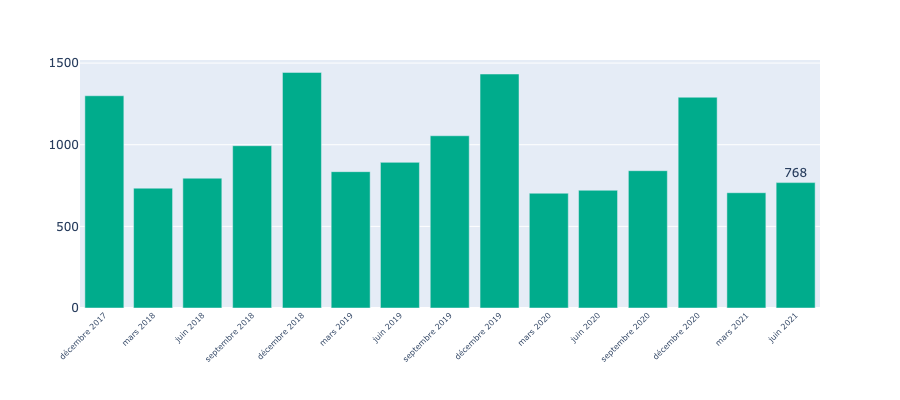 1500
1000
500
0
768
décembre 2017
mars 2018
juin 2018
septembre 2018
décembre 2018
mars 2019
juin 2019
septembre 2019
décembre 2019
mars 2020
juin 2020
septembre 2020
décembre 2020
mars 2021
juin 2021